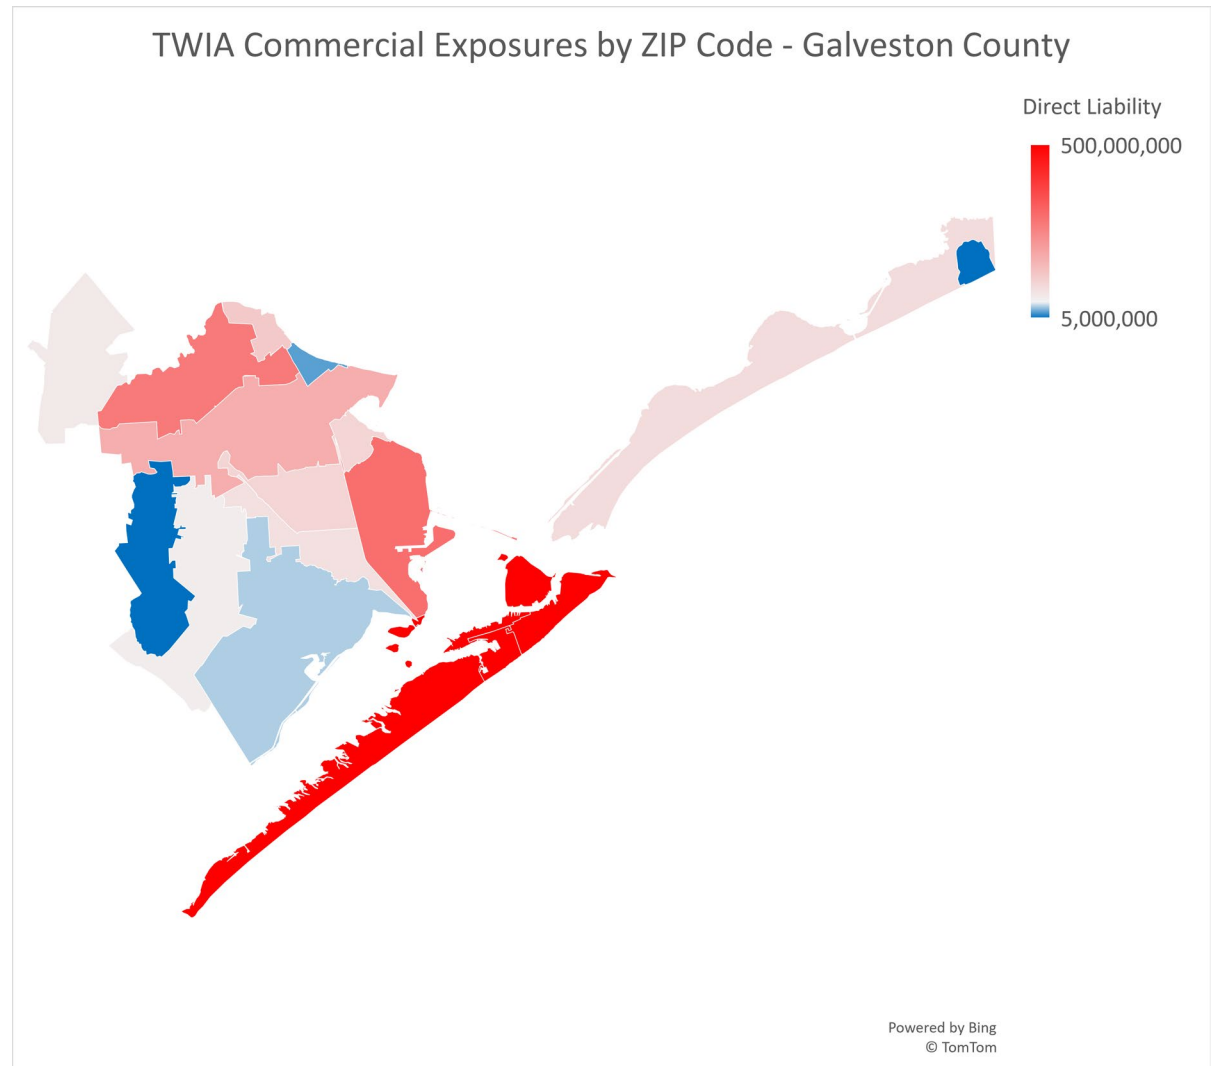 TWIA Commercial Exposures by ZIP Code - Galveston County
Direct Liability
500,000,000
5,000,000
Powered by Bing
© TomTom